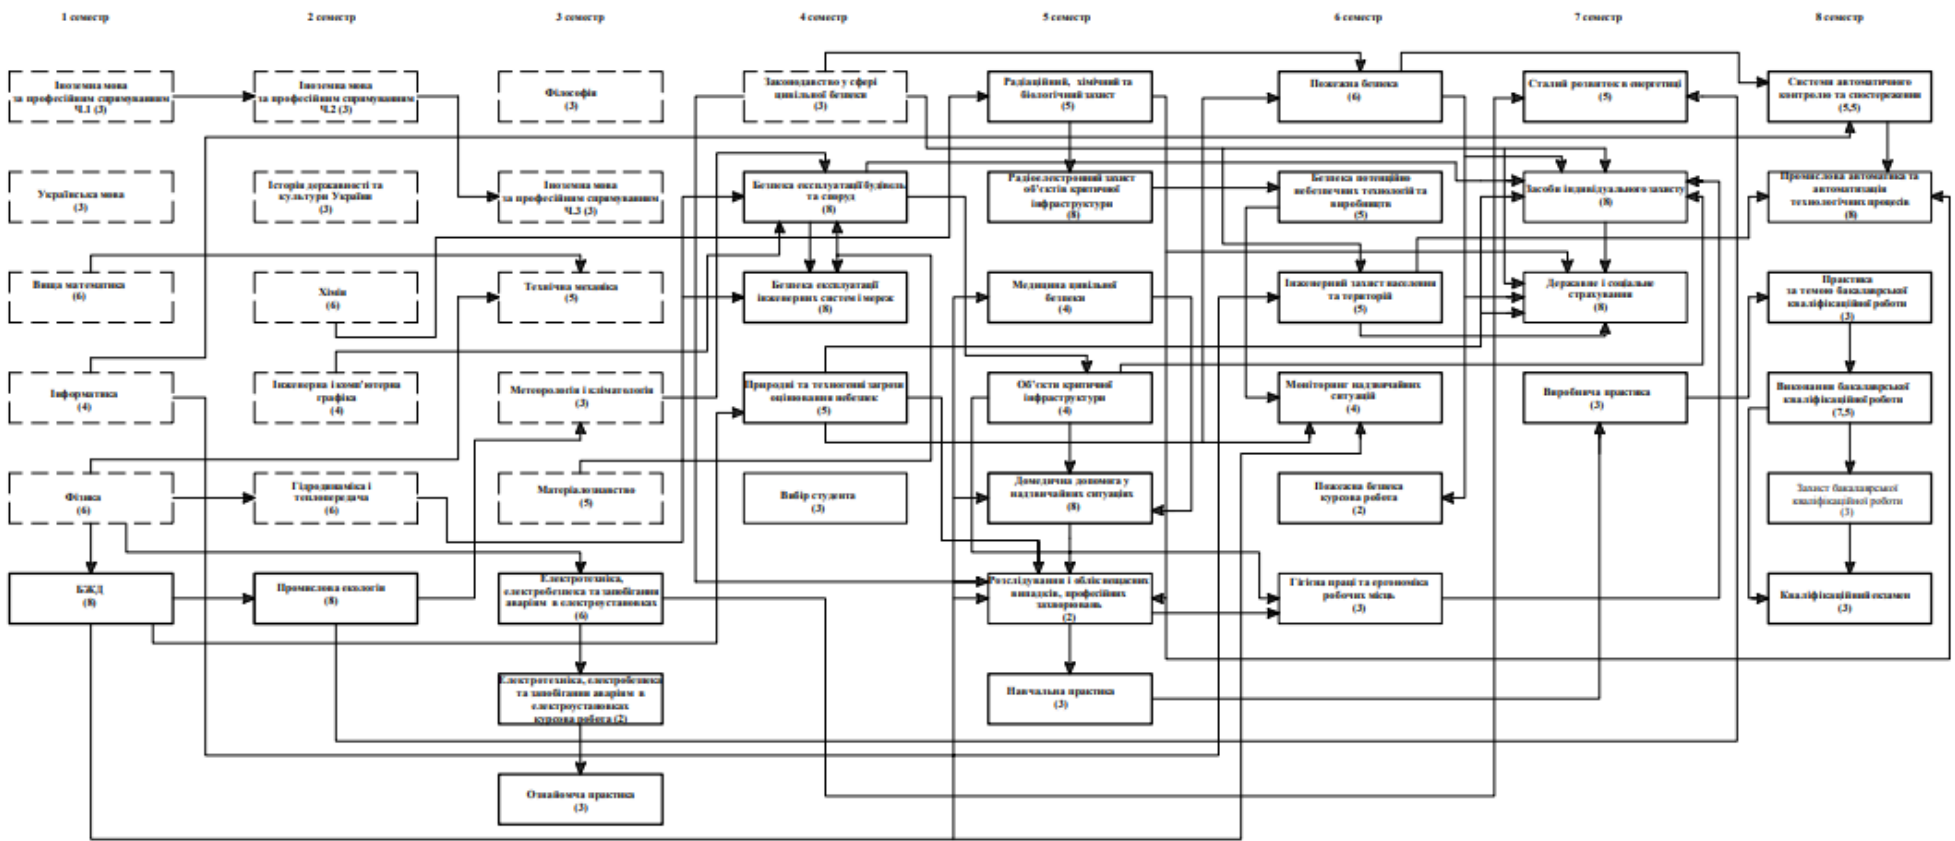 1 семестр
2 семестр
3 семестр
4 семестр
5 семестр
6 семестр
7 семестр
8 семестр
Іноземна мова
за професійним спрямуванням
Ч.1 (3)
Іноземна мова
за професійним спрямуванням
Ч.2 (3)
Філософія
(3)
Законодавство у сфері
цивільної безпеки
(3)
Радіаційний, хімічний та
біологічний захист
(5)
Пожежна безпека
(6)
Сталий розвиток в енергетиці
(5)
Системи автоматичного
контролю та спостереження
(5,5)
Українська мова
(3)
Історія державності та
культури України
(3)
Іноземна мова
за професійним спрямуванням
Ч.3 (3)
Безпека експлуатації будівель
та споруд
(8)
Радіоелектронний захист
об'єктів критичної
інфраструктури
(8)
Безпека потенційно
небезпечних технологій та
виробництв
(5)
Засоби індивідуального захисту
(8)
Промислова автоматика та
автоматизація
технологічних процесів
(8)
Вища математика
(6)
Хімія
(6)
Технічна механіка
(5)
Безпека експлуатації
інженерних систем і мереж
(8)
Медицина цивільної
безпеки
(4)
Інженерний захист населення
та територій
(5)
Державне і соціальне
страхування
(8)
Практика
за темою бакалаврської
кваліфікаційної роботи
(3)
Інформатика
(4)
Інженерна і комп'ютерна
графіка
(4)
Метеорологія і кліматологія
(3)
Природні та техногенні загрози
оцінювання небезпек
(5)
Об'єкти критичної
інфраструктури
(4)
Моніторинг надзвичайних
ситуацій
(4)
Виробнича практика
(3)
Виконання бакалаврської
кваліфікаційної роботи
(7,5)
Фізика
(6)
Гідродинаміка і
теплопередача
(6)
Матеріалознавство
(5)
Вибір студента
(3)
Домедична допомога у
надзвичайних ситуаціях
(8)
Пожежна безпека
курсова робота
(2)
Захист бакалаврської
кваліфікаційної роботи
(3)
БЖД
(8)
Промислова екологія
(8)
Електротехніка,
електробезпека та запобігання
аваріям в електроустановках
(6)
Розслідування і облік нещасних
випадків, професійних
захворювань
(2)
Гігієна праці та ергономіка
робочих місць
(3)
Кваліфікаційний екзамен
(3)
Електротехніка, електробезпека
та запобігання аваріям в
електроустановках
курсова робота (2)
Навчальна практика
(3)
Ознайомча практика
(3)